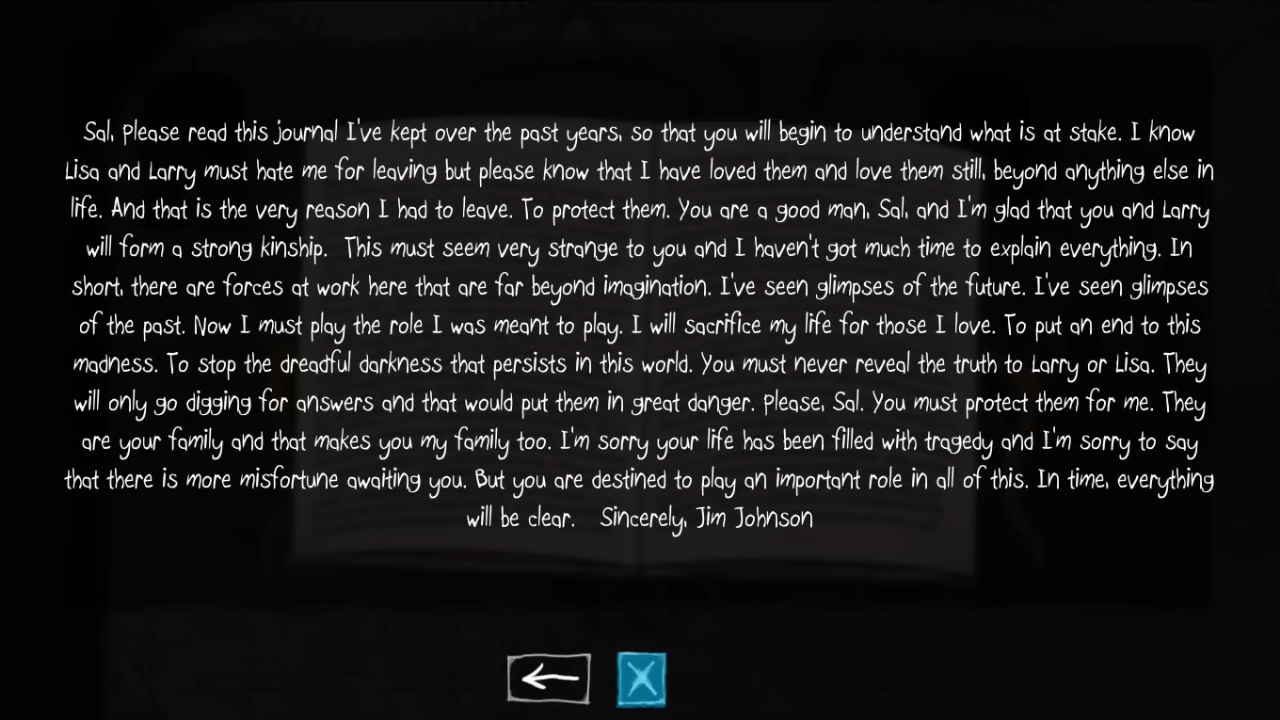 Sal, please read this journal I've kept over the past years, so that you will begin to understand what is at stake. I know
Lisa and Larry must hate me for leaving but please know that I have loved them and love them still, beyond anything else in
life. And that is the very reason I had to leave. To protect them. You are a good man, Sal, and I'm glad that you and Larry
will form a strong kinship. This must seem very strange to you and I haven't got much time to explain everything. In
short, there are forces at work here that are far beyond imagination. I've seen glimpses of the future. I've seen glimpses
of the past. Now I must play the role I was meant to play. I will sacrifice my life for those I love. To put an end to this
madness. To stop the dreadful darkness that persists in this world. You must never reveal the truth to Larry or Lisa. They
will only go digging for answers and that would put them in great danger. Please, Sal. You must protect them for me. They
are your family and that makes you my family too. I'm sorry your life has been filled with tragedy and I'm sorry to say
that there is more misfortune awaiting you. But you are destined to play an important role in all of this. In time, everything
will be clear. Sincerely, Jim Johnson